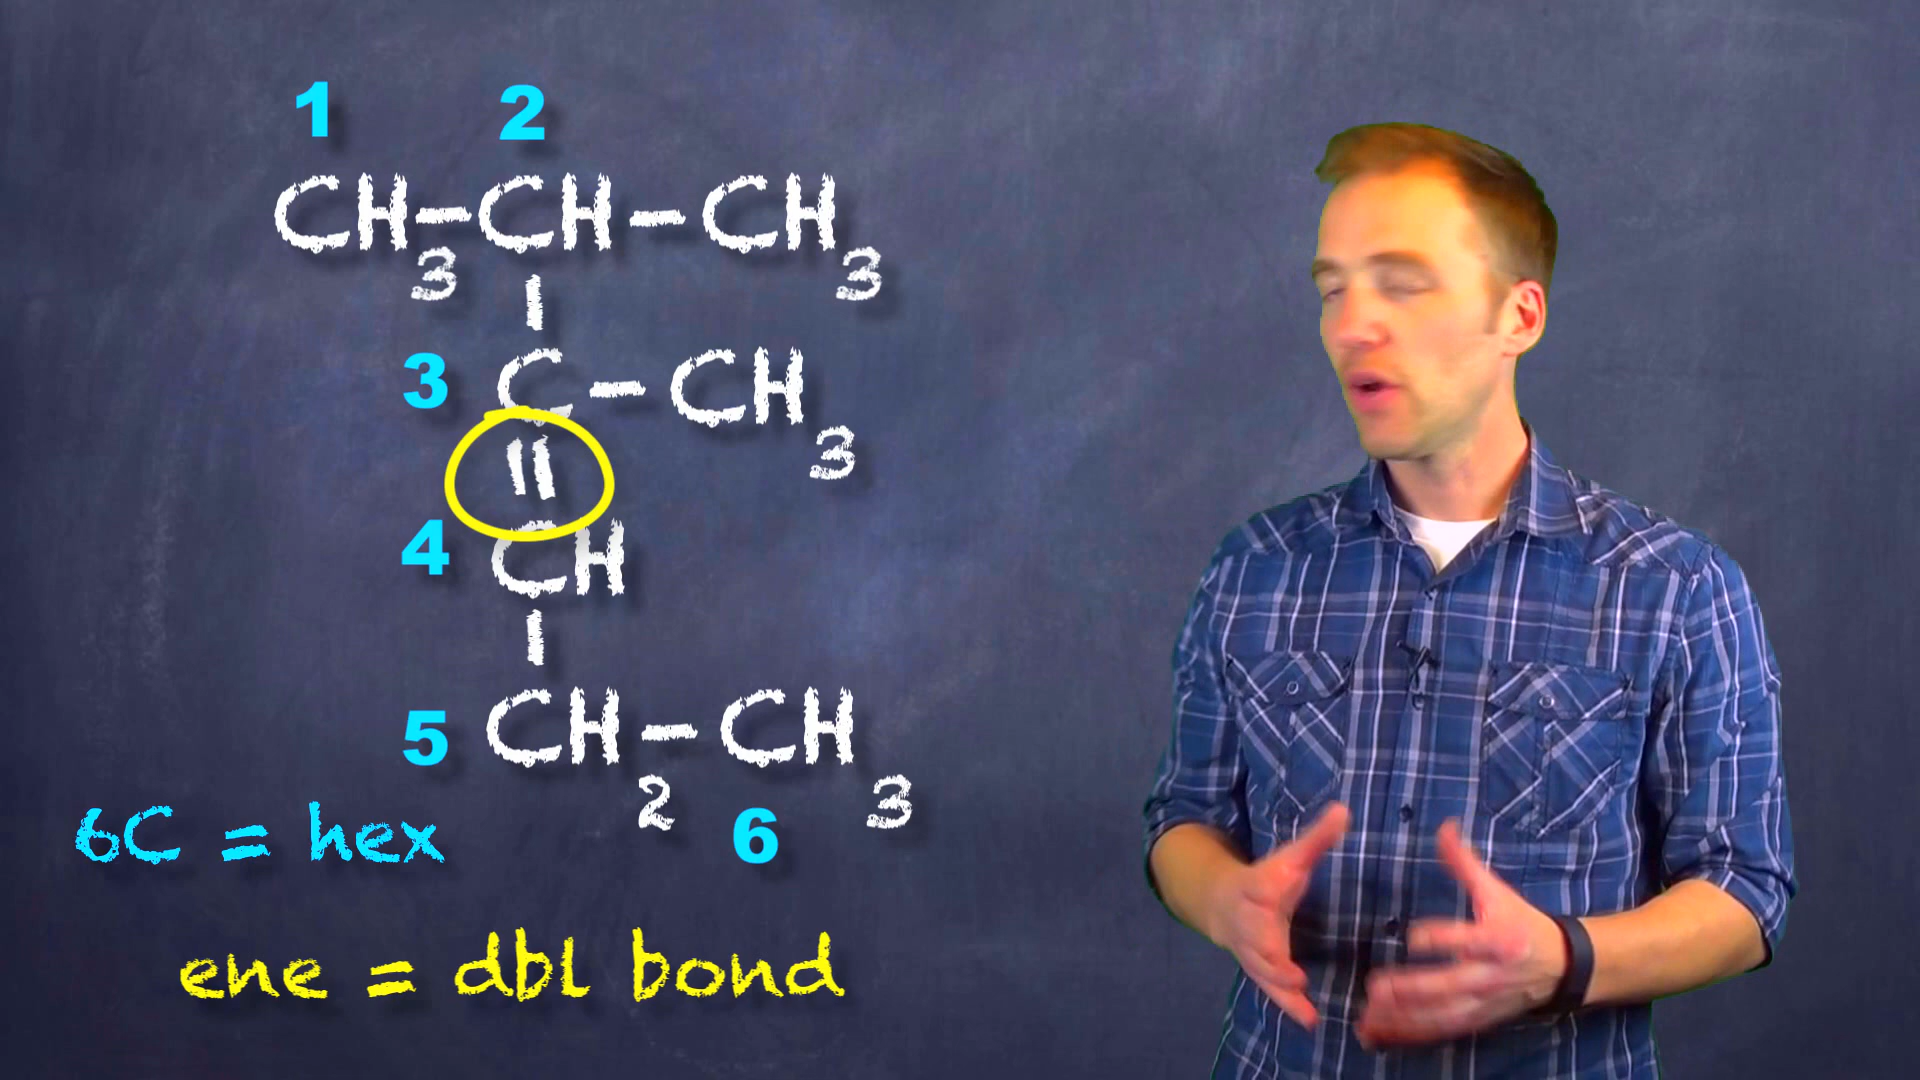 1 2
CH3-CH-CH3
|
3 C-CH3
||
4 CH
|
5 CH2-CH3
6
6C = hex
ene = dbl bond